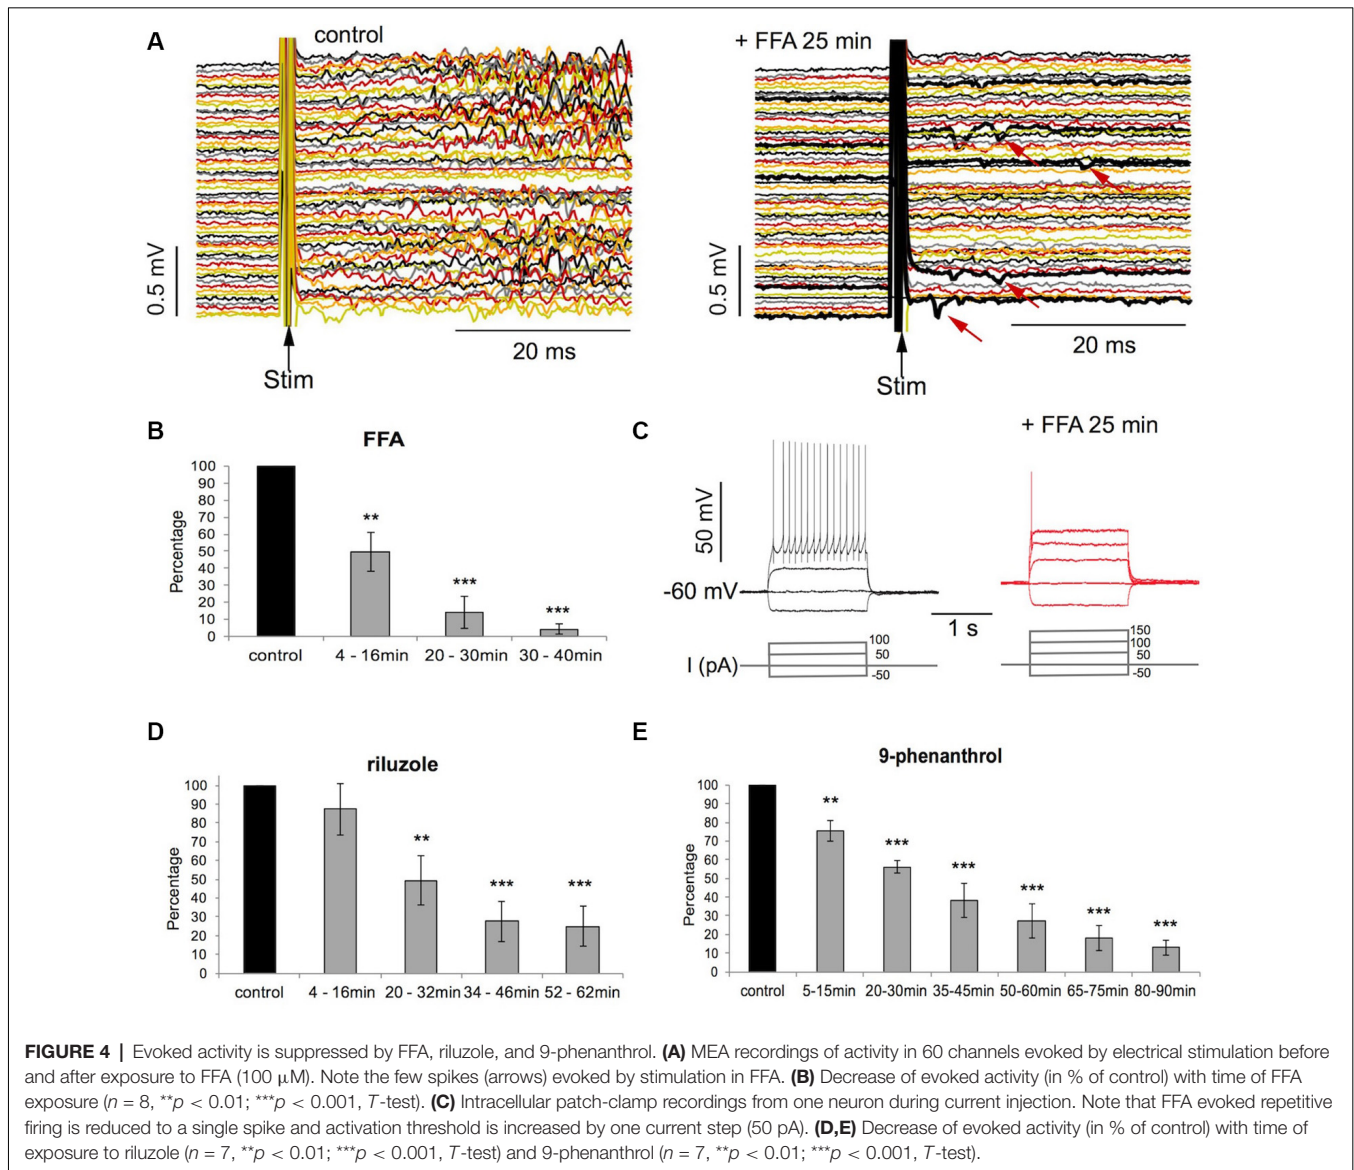 A
control
+ FFA 25 min
0.5 mV
20 ms
Stim
0.5 mV
20 ms
Stim
B
FFA
Percentage
100
90
80
70
60
50
40
30
20
10
0
**
***
***
control
4 - 16min
20 - 30min
30 - 40min
C
+ FFA 25 min
50 mV
-60 mV
1 s
I (pA)
100
50
-50
150
100
50
-50
D
riluzole
Percentage
100
90
80
70
60
50
40
30
20
10
0
**
***
***
control
4 - 16min
20 - 32min
34 - 46min
52 - 62min
E
9-phenanthrol
Percentage
100
90
80
70
60
50
40
30
20
10
0
**
***
***
***
***
***
control
5-15min
20-30min
35-45min
50-60min
65-75min
80-90min
FIGURE 4 | Evoked activity is suppressed by FFA, riluzole, and 9-phenanthrol. (A) MEA recordings of activity in 60 channels evoked by electrical stimulation before
and after exposure to FFA (100 μM). Note the few spikes (arrows) evoked by stimulation in FFA. (B) Decrease of evoked activity (in % of control) with time of FFA
exposure (n = 8, **p < 0.01; ***p < 0.001, T-test). (C) Intracellular patch-clamp recordings from one neuron during current injection. Note that FFA evoked repetitive
firing is reduced to a single spike and activation threshold is increased by one current step (50 pA). (D,E) Decrease of evoked activity (in % of control) with time of
exposure to riluzole (n = 7, **p < 0.01; ***p < 0.001, T-test) and 9-phenanthrol (n = 7, **p < 0.01; ***p < 0.001, T-test).